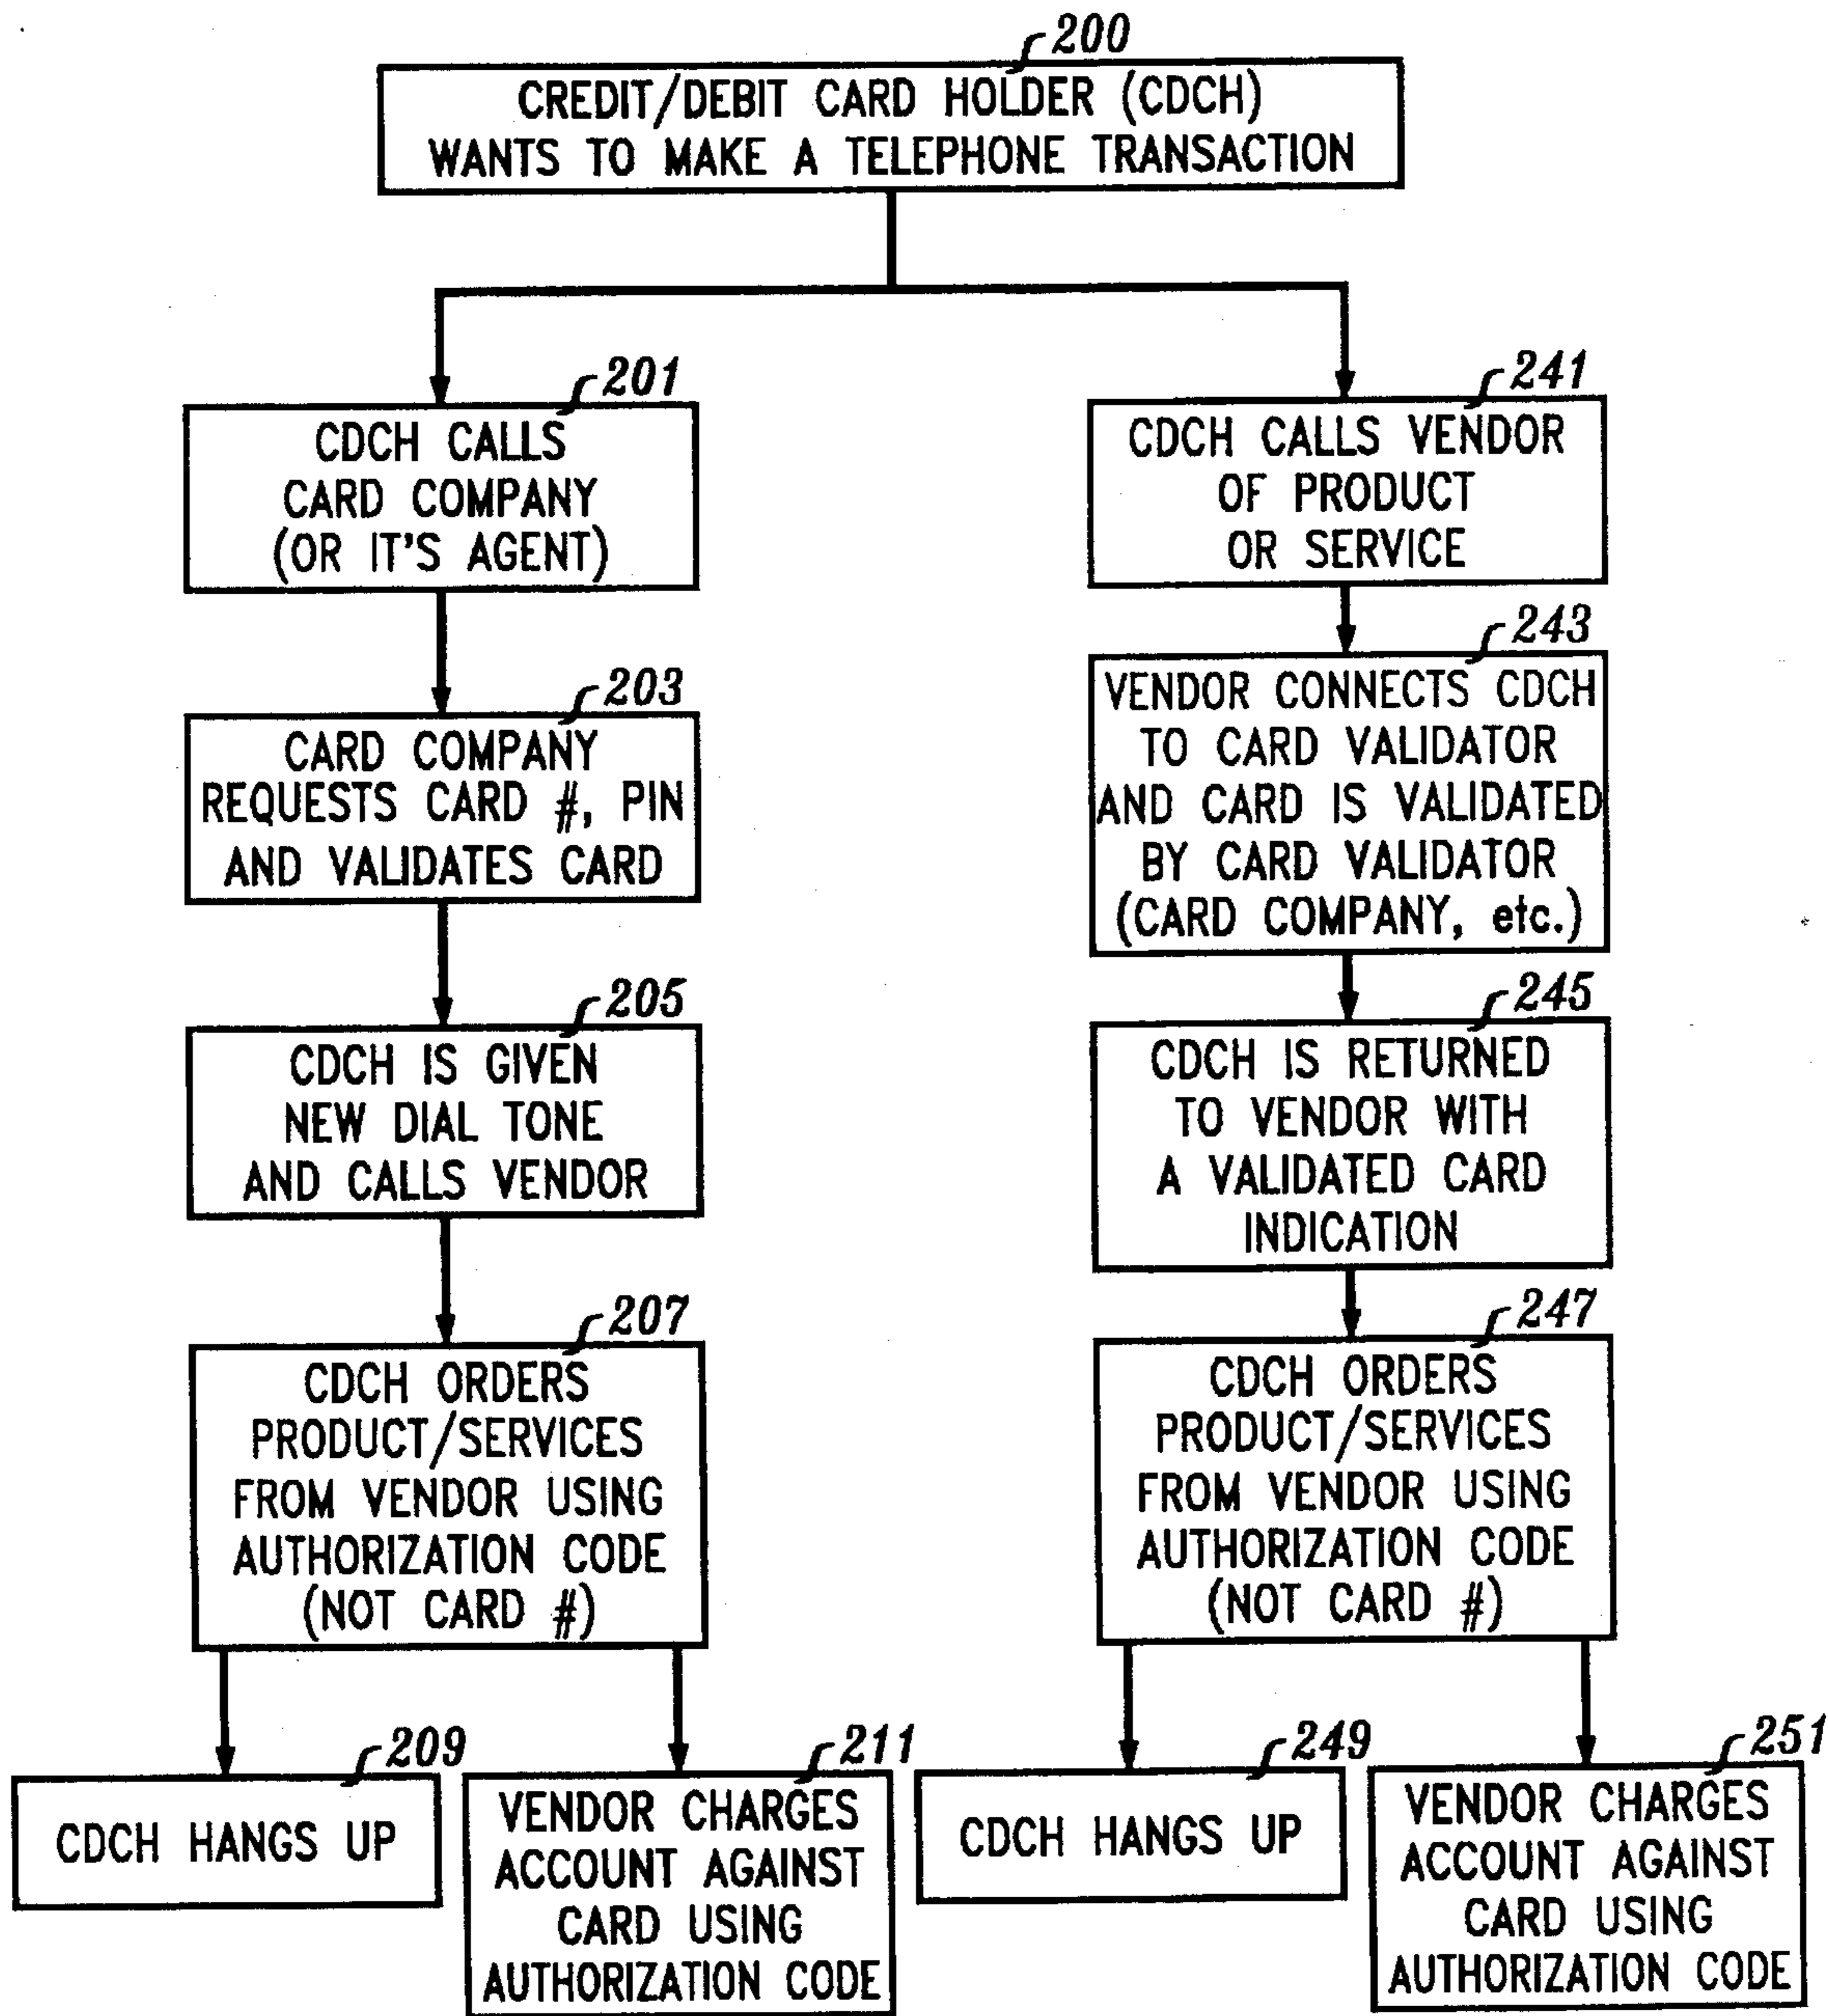 200
CREDIT/DEBIT CARD HOLDER (CDCH)
WANTS TO MAKE A TELEPHONE TRANSACTION
201
CDCH CALLS
CARD COMPANY
(OR IT'S AGENT)
203
CARD COMPANY
REQUESTS CARD #, PIN
AND VALIDATES CARD
205
CDCH IS GIVEN
NEW DIAL TONE
AND CALLS VENDOR
207
CDCH ORDERS
PRODUCT/SERVICES
FROM VENDOR USING
AUTHORIZATION CODE
(NOT CARD #)
209
CDCH HANGS UP
211
VENDOR CHARGES
ACCOUNT AGAINST
CARD USING
AUTHORIZATION CODE
241
CDCH CALLS VENDOR
OF PRODUCT
OR SERVICE
243
VENDOR CONNECTS CDCH
TO CARD VALIDATOR
AND CARD IS VALIDATED
BY CARD VALIDATOR
(CARD COMPANY, etc.)
245
CDCH IS RETURNED
TO VENDOR WITH
A VALIDATED CARD
INDICATION
247
CDCH ORDERS
PRODUCT/SERVICES
FROM VENDOR USING
AUTHORIZATION CODE
(NOT CARD #)
249
CDCH HANGS UP
251
VENDOR CHARGES
ACCOUNT AGAINST
CARD USING
AUTHORIZATION CODE